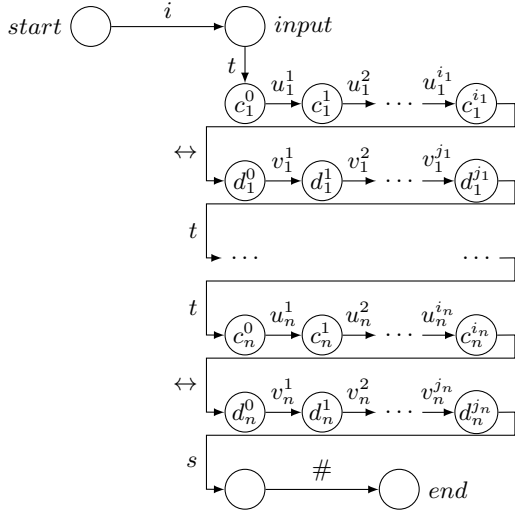 start i input
t
u_1^1 u_1^2 u_1^{i_1}
c_1^0 c_1^1 ··· c_1^{i_1}
↔ v_1^1 v_1^2 v_1^{j_1}
d_1^0 d_1^1 ··· d_1^{j_1}
t
··· ···
t u_n^1 u_n^2 u_n^{i_n}
c_n^0 c_n^1 ··· c_n^{i_n}
↔ v_n^1 v_n^2 v_n^{j_n}
d_n^0 d_n^1 ··· d_n^{j_n}
s #
end